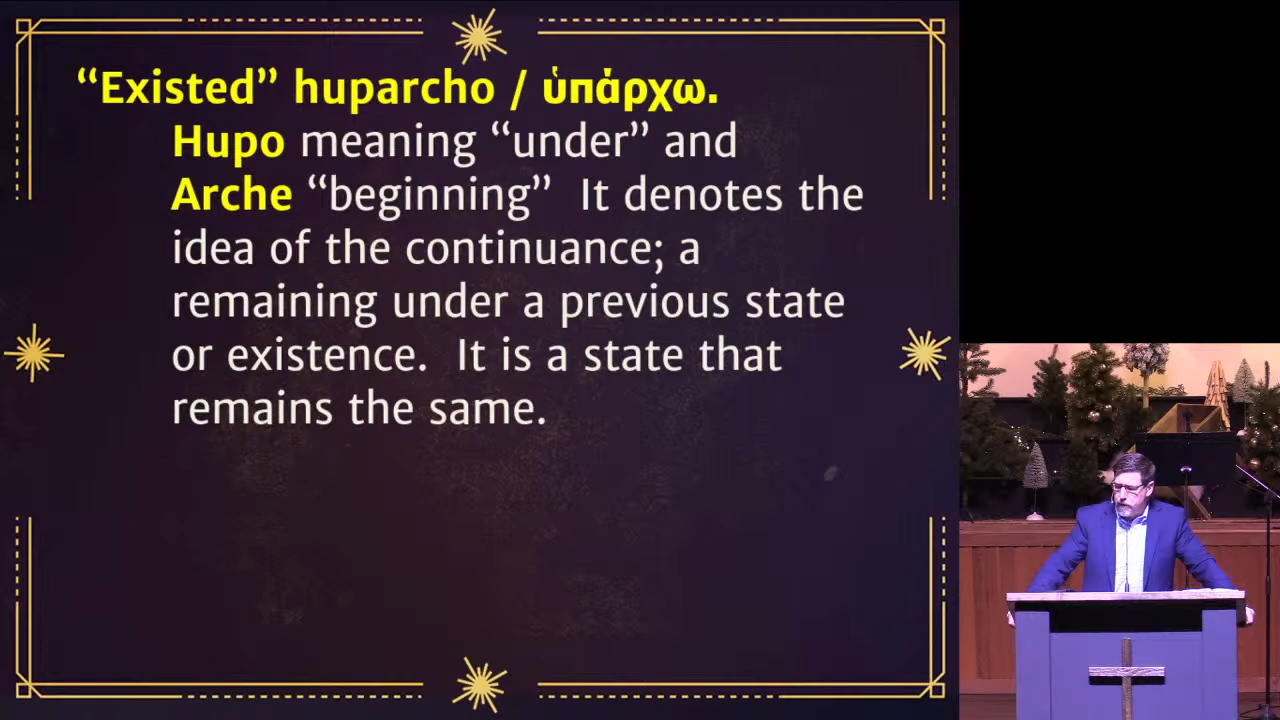 “Existed” huparcho / ὑπάρχω.
Hupo meaning “under” and
Arche “beginning”  It denotes the
idea of the continuance; a
remaining under a previous state
or existence.  It is a state that
remains the same.